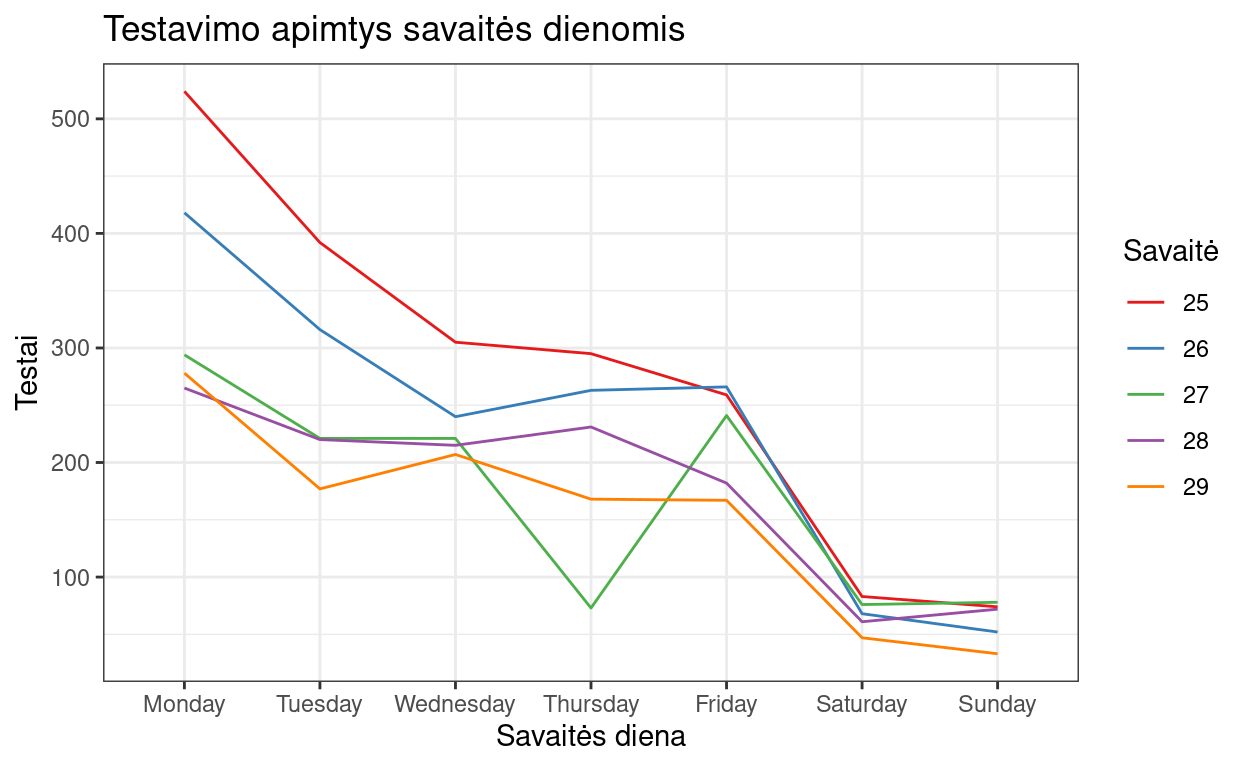 Testavimo apimtys savaitės dienomis
Testai
500
400
300
200
100
Monday Tuesday Wednesday Thursday Friday Saturday Sunday
Savaitės diena
Savaitė
25
26
27
28
29